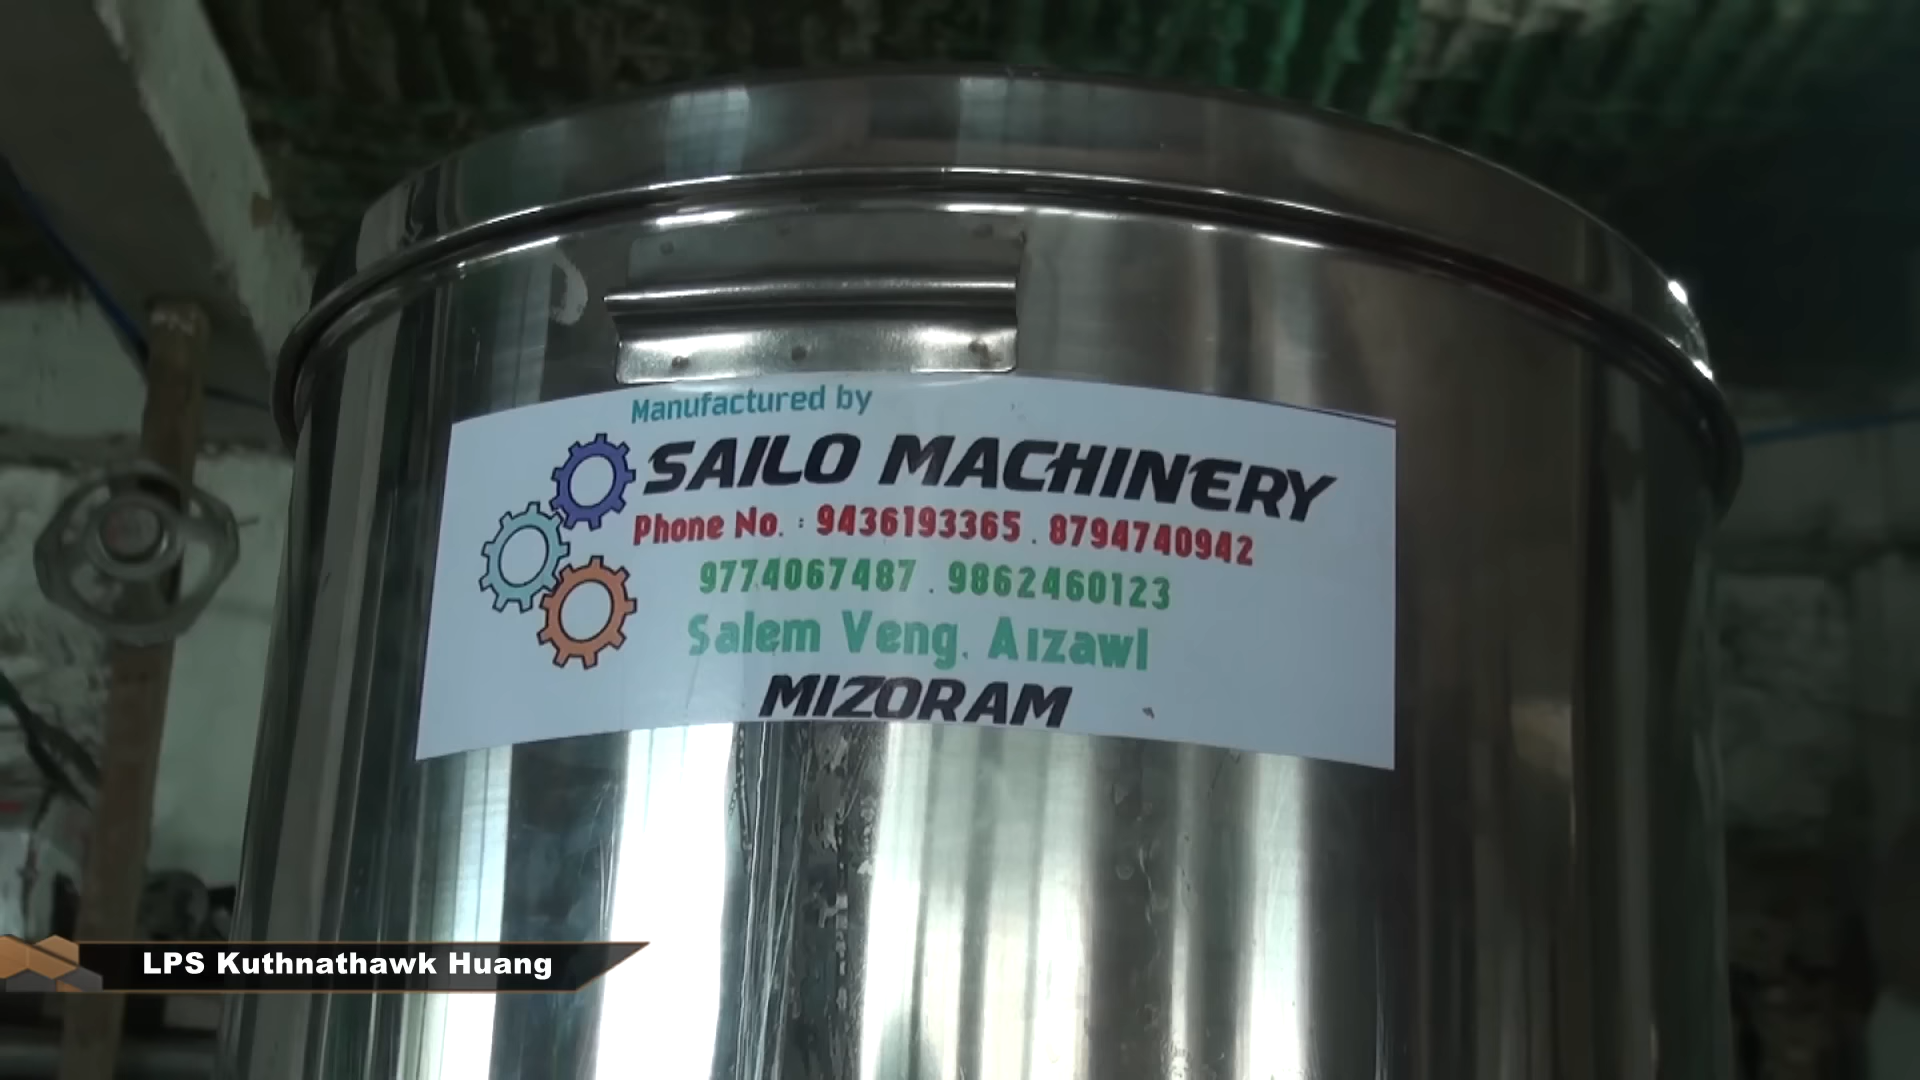 Manufactured by
SAILO MACHINERY
Phone No. : 9436193365 . 8794740942
9774067487 . 9862460123
Salem Veng, Aizawl
MIZORAM
LPS Kuthnathawk Huang